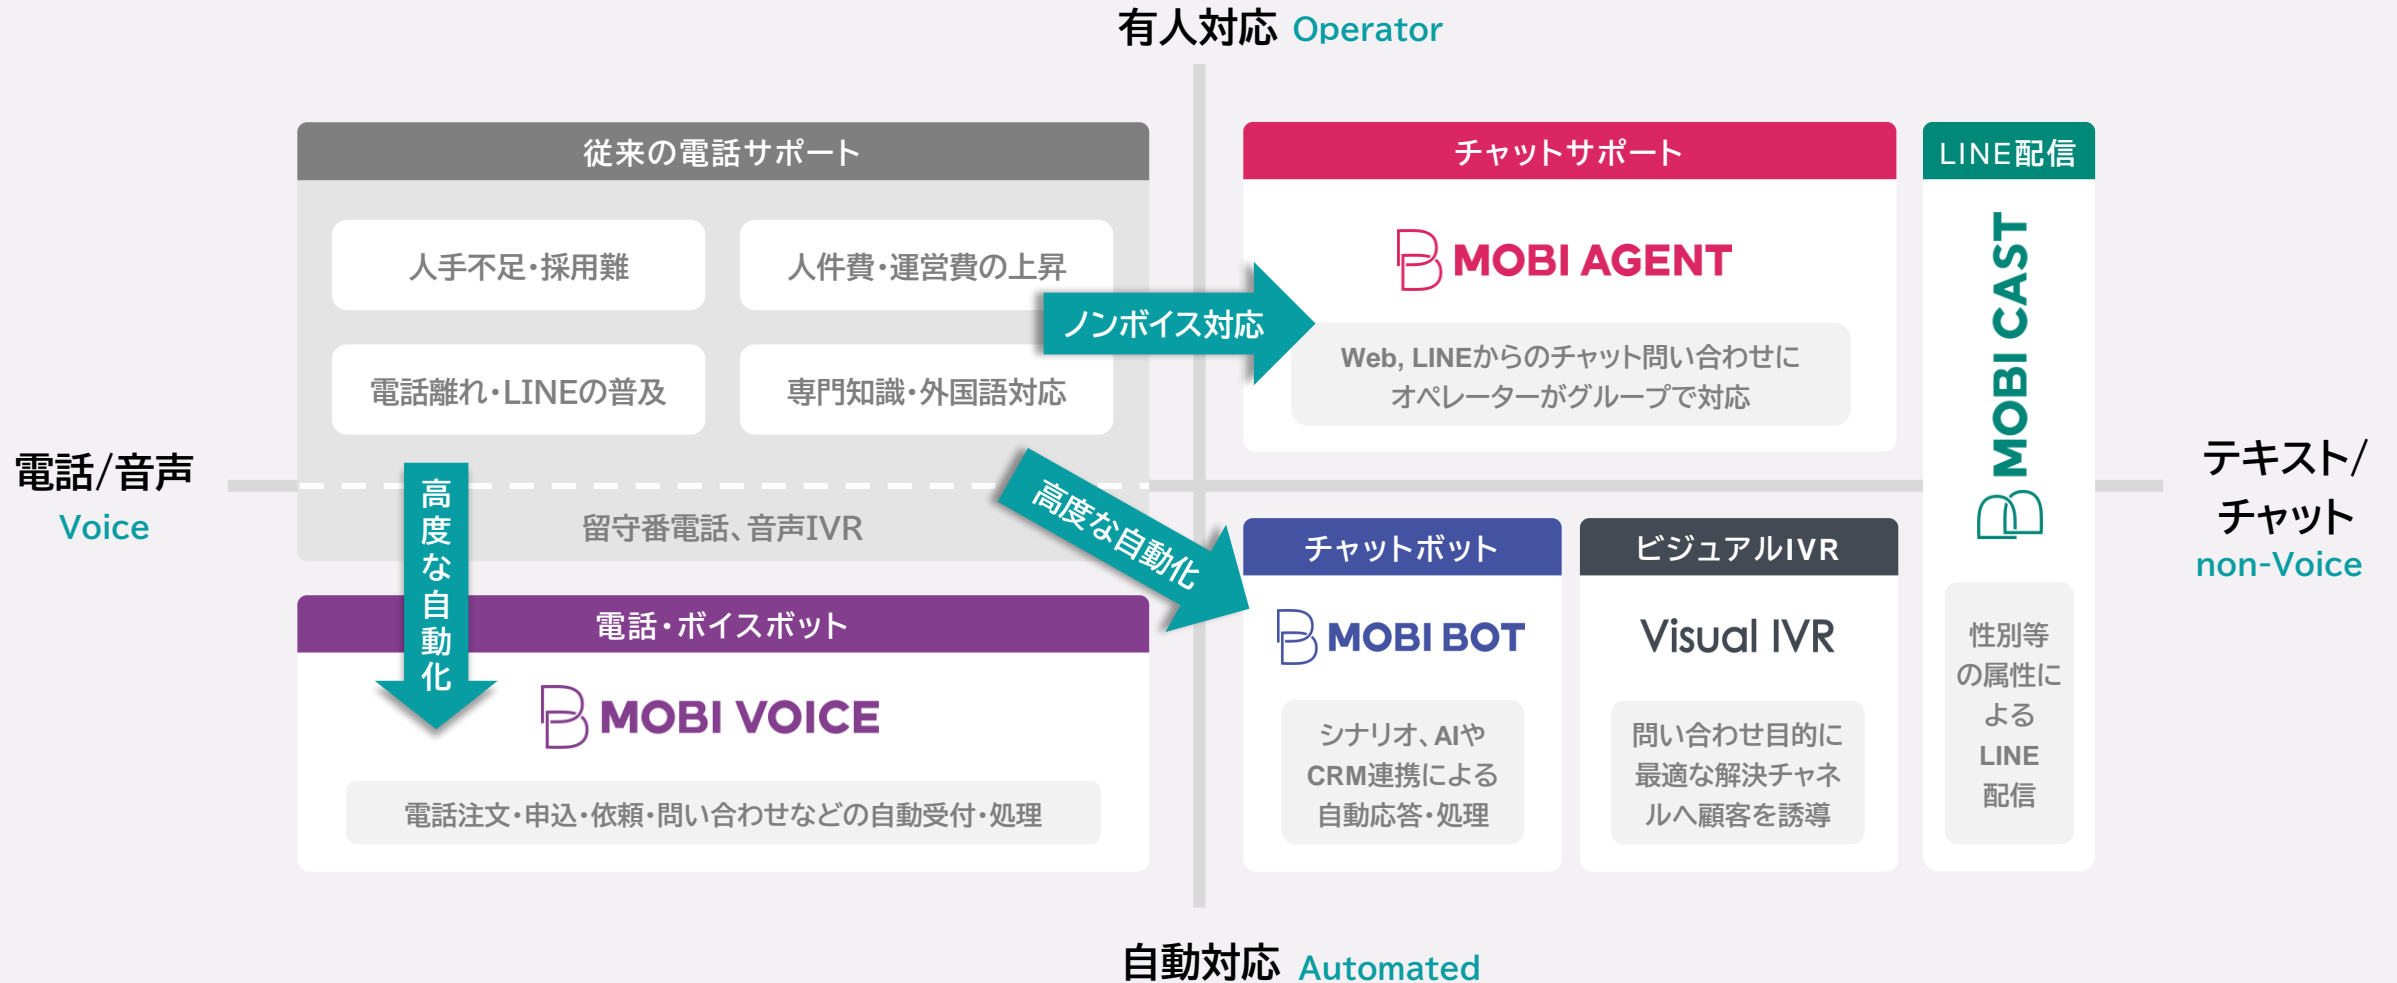 有人対応 Operator
従来の電話サポート
人手不足・採用難
人件費・運営費の上昇
電話離れ・LINEの普及
専門知識・外国語対応
留守番電話、音声IVR
ノンボイス対応
高度な自動化
高度な自動化
チャットサポート
MOBI AGENT
Web, LINEからのチャット問い合わせに
オペレーターがグループで対応
LINE配信
MOBI CAST
性別等
の属性に
よる
LINE
配信
電話/音声
Voice
テキスト/
チャット
non-Voice
電話・ボイスボット
MOBI VOICE
電話注文・申込・依頼・問い合わせなどの自動受付・処理
チャットボット
MOBI BOT
シナリオ、AIや
CRM連携による
自動応答・処理
ビジュアルIVR
Visual IVR
問い合わせ目的に
最適な解決チャネ
ルへ顧客を誘導
自動対応 Automated